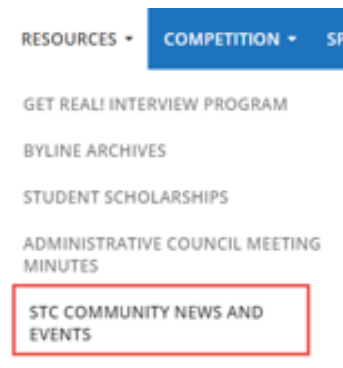 RESOURCES COMPETITION SP
GET REAL! INTERVIEW PROGRAM
BYLINE ARCHIVES
STUDENT SCHOLARSHIPS
ADMINISTRATIVE COUNCIL MEETING
MINUTES
STC COMMUNITY NEWS AND
EVENTS